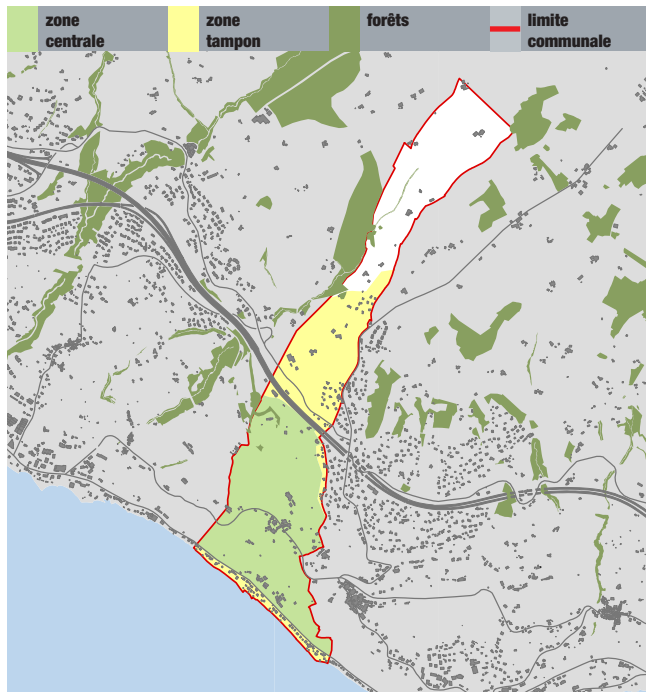 zone
centrale
zone
tampon
forêts
limite
communale